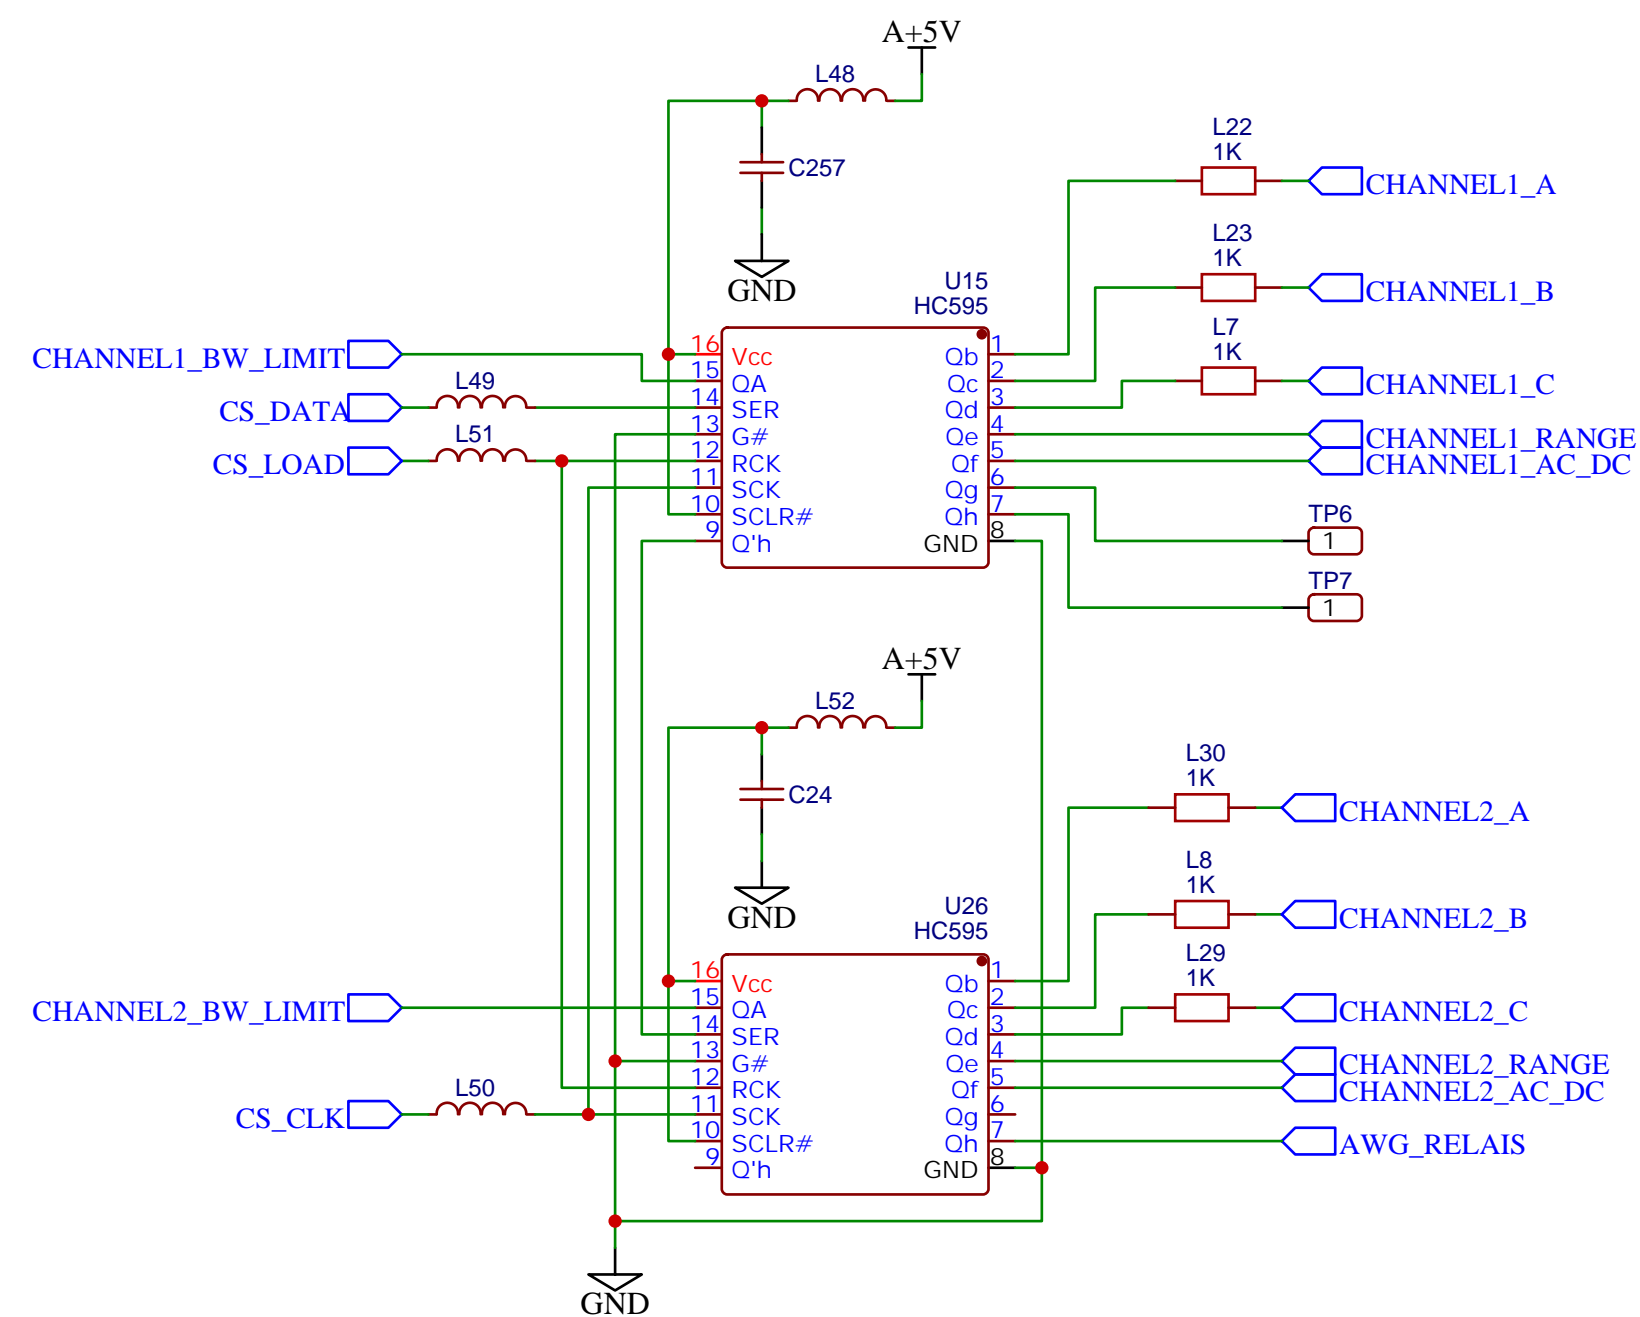 A+5V
L48
C257
GND
L22
1K
CHANNEL1_A
L23
1K
CHANNEL1_B
L7
1K
CHANNEL1_C
U15
HC595
CHANNEL1_BW_LIMIT
L49
CS_DATA
L51
CS_LOAD
16 Vcc
15 QA
14 SER
13 G#
12 RCK
11 SCK
10 SCLR#
9 Q'h
Qb 1
Qc 2
Qd 3
Qe 4
Qf 5
Qg 6
Qh 7
GND 8
CHANNEL1_RANGE
CHANNEL1_AC_DC
TP6
1
TP7
1
A+5V
L52
C24
GND
L30
1K
CHANNEL2_A
L8
1K
CHANNEL2_B
L29
1K
CHANNEL2_C
U26
HC595
CHANNEL2_BW_LIMIT
L50
CS_CLK
16 Vcc
15 QA
14 SER
13 G#
12 RCK
11 SCK
10 SCLR#
9 Q'h
Qb 1
Qc 2
Qd 3
Qe 4
Qf 5
Qg 6
Qh 7
GND 8
CHANNEL2_RANGE
CHANNEL2_AC_DC
AWG_RELAIS
GND